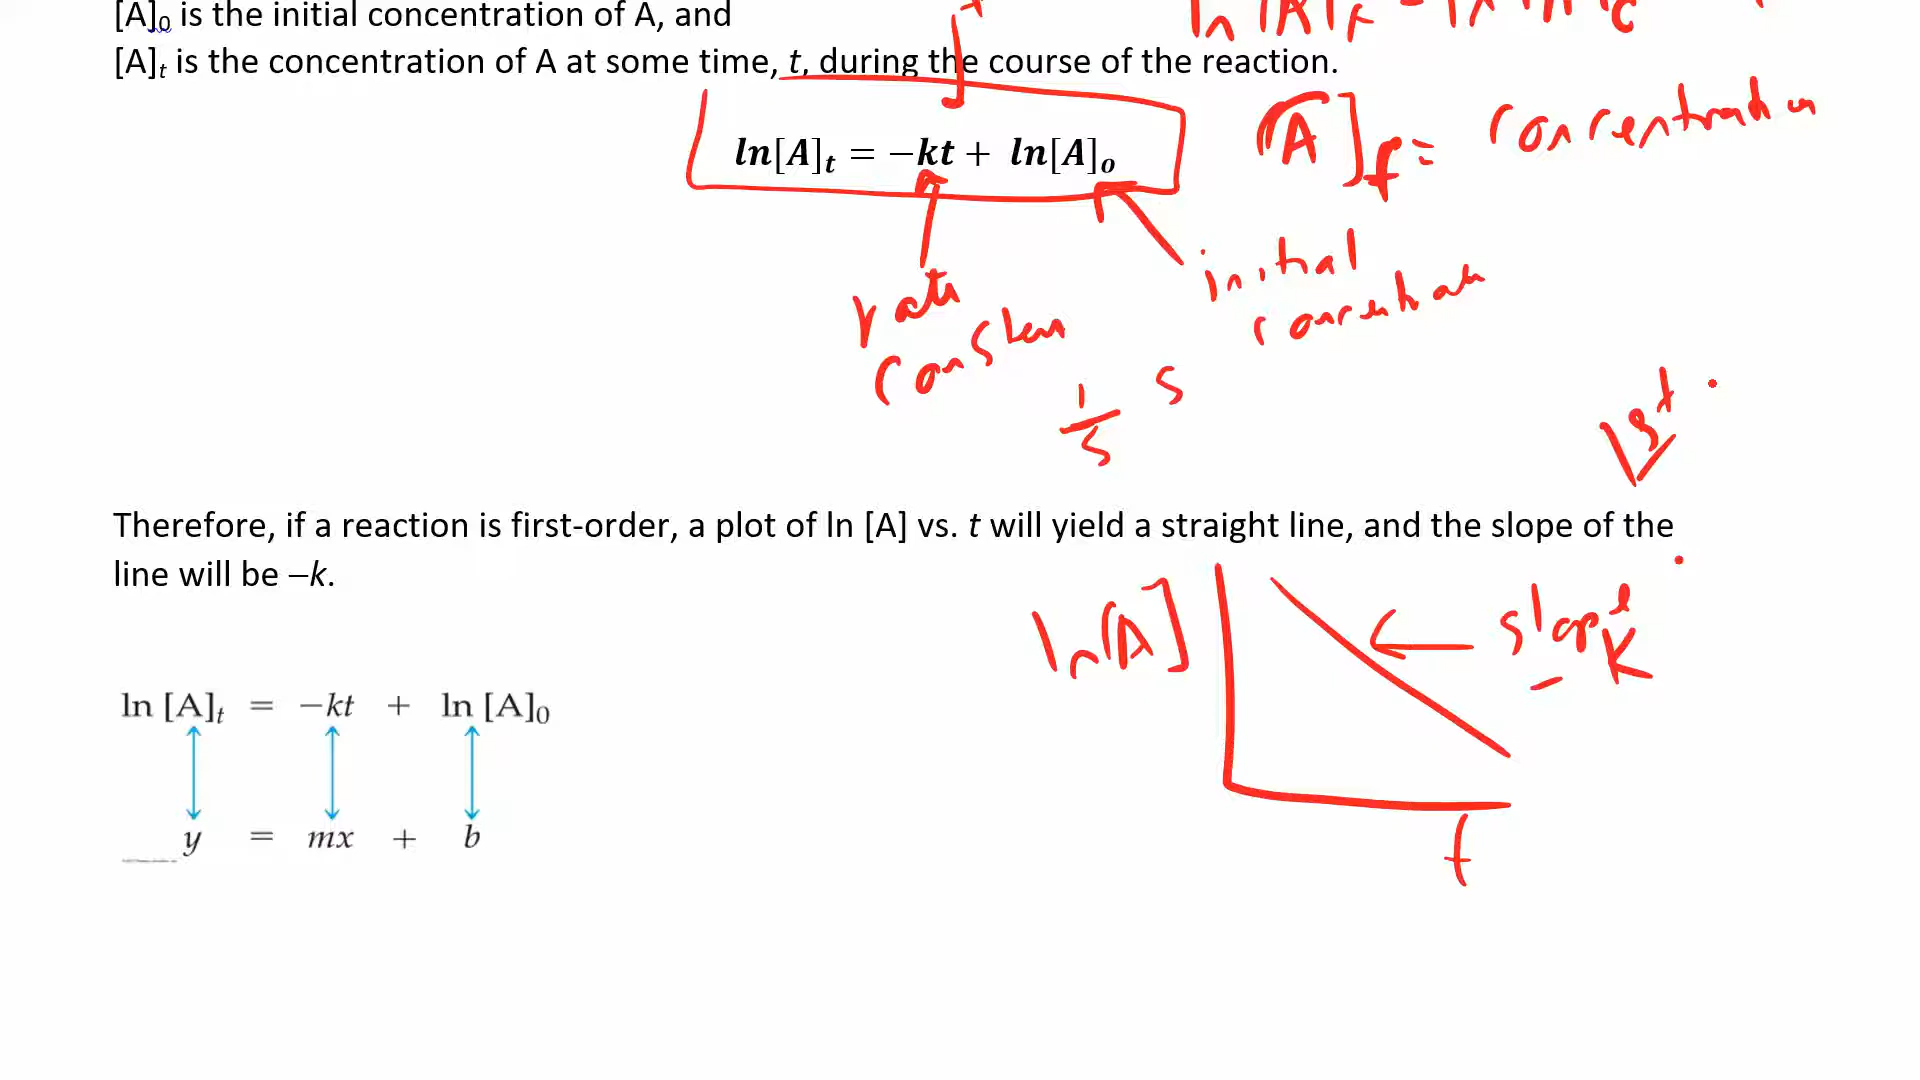 [A]₀ is the initial concentration of A, and
[A]ₜ is the concentration of A at some time, t, during the course of the reaction.
ln[A]ₜ = −kt + ln[A]ₒ
[A]f = concentration
initial
rate
1/s s
1st
Therefore, if a reaction is first-order, a plot of ln [A] vs. t will yield a straight line, and the slope of the
line will be –k.
ln[A]
slope
- K
ln [A]ₜ = −kt + ln [A]₀
y = mx + b
t